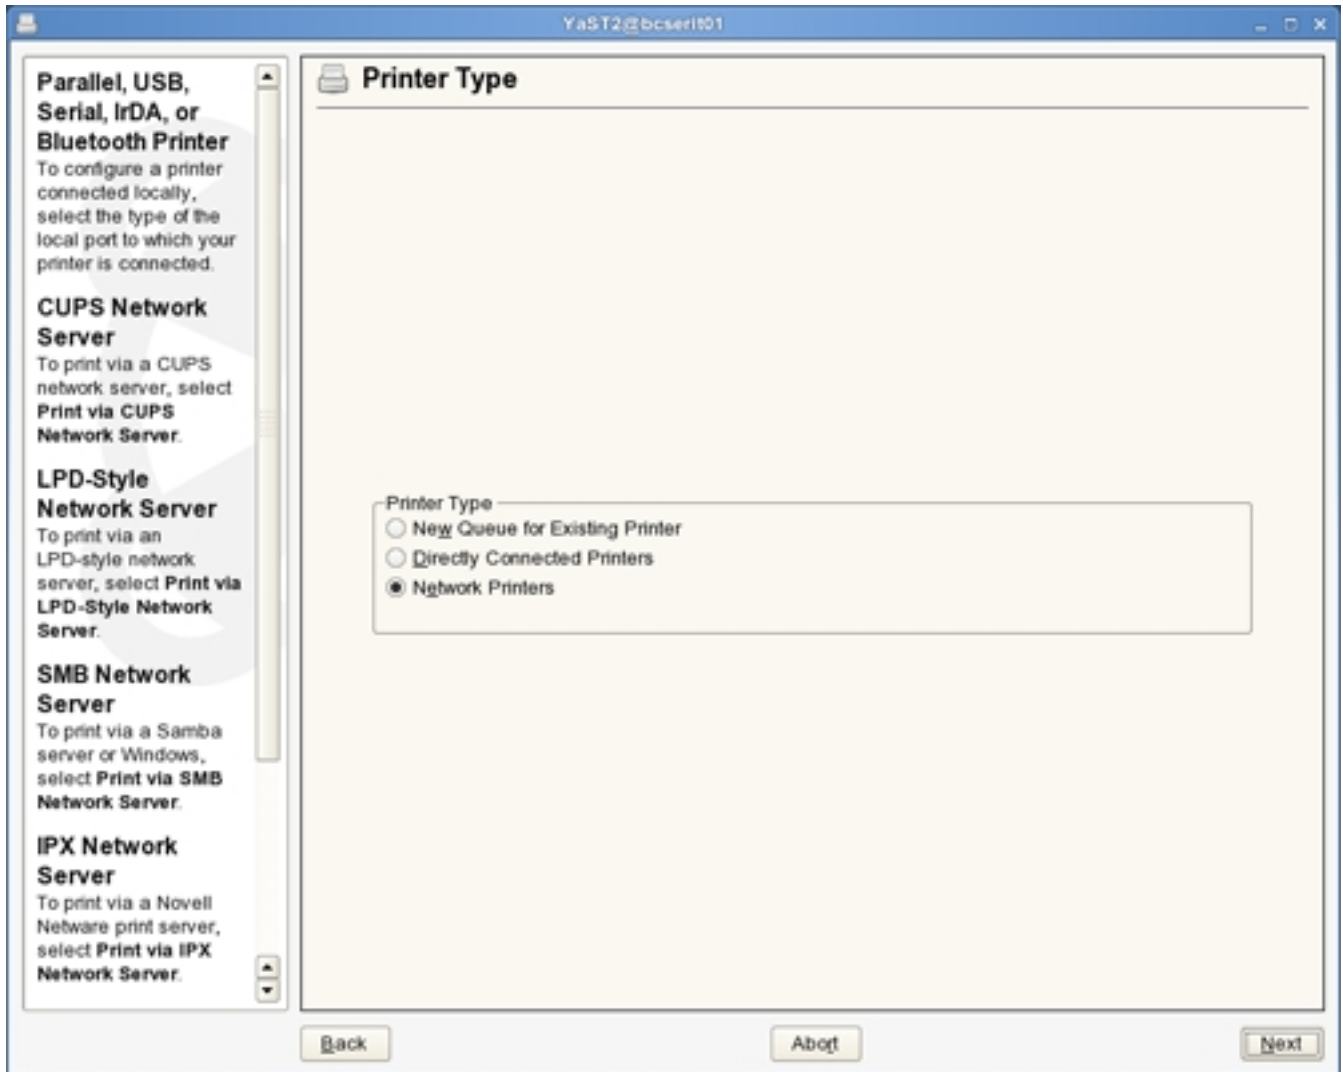 YaST2@bcserit01
Parallel, USB,
Serial, IrDA, or
Bluetooth Printer
To configure a printer
connected locally,
select the type of the
local port to which your
printer is connected.
CUPS Network
Server
To print via a CUPS
network server, select
Print via CUPS
Network Server.
LPD-Style
Network Server
To print via an
LPD-style network
server, select Print via
LPD-Style Network
Server.
SMB Network
Server
To print via a Samba
server or Windows,
select Print via SMB
Network Server.
IPX Network
Server
To print via a Novell
Netware print server,
select Print via IPX
Network Server.
Printer Type
Printer Type
New Queue for Existing Printer
Directly Connected Printers
Network Printers
Back
Abort
Next